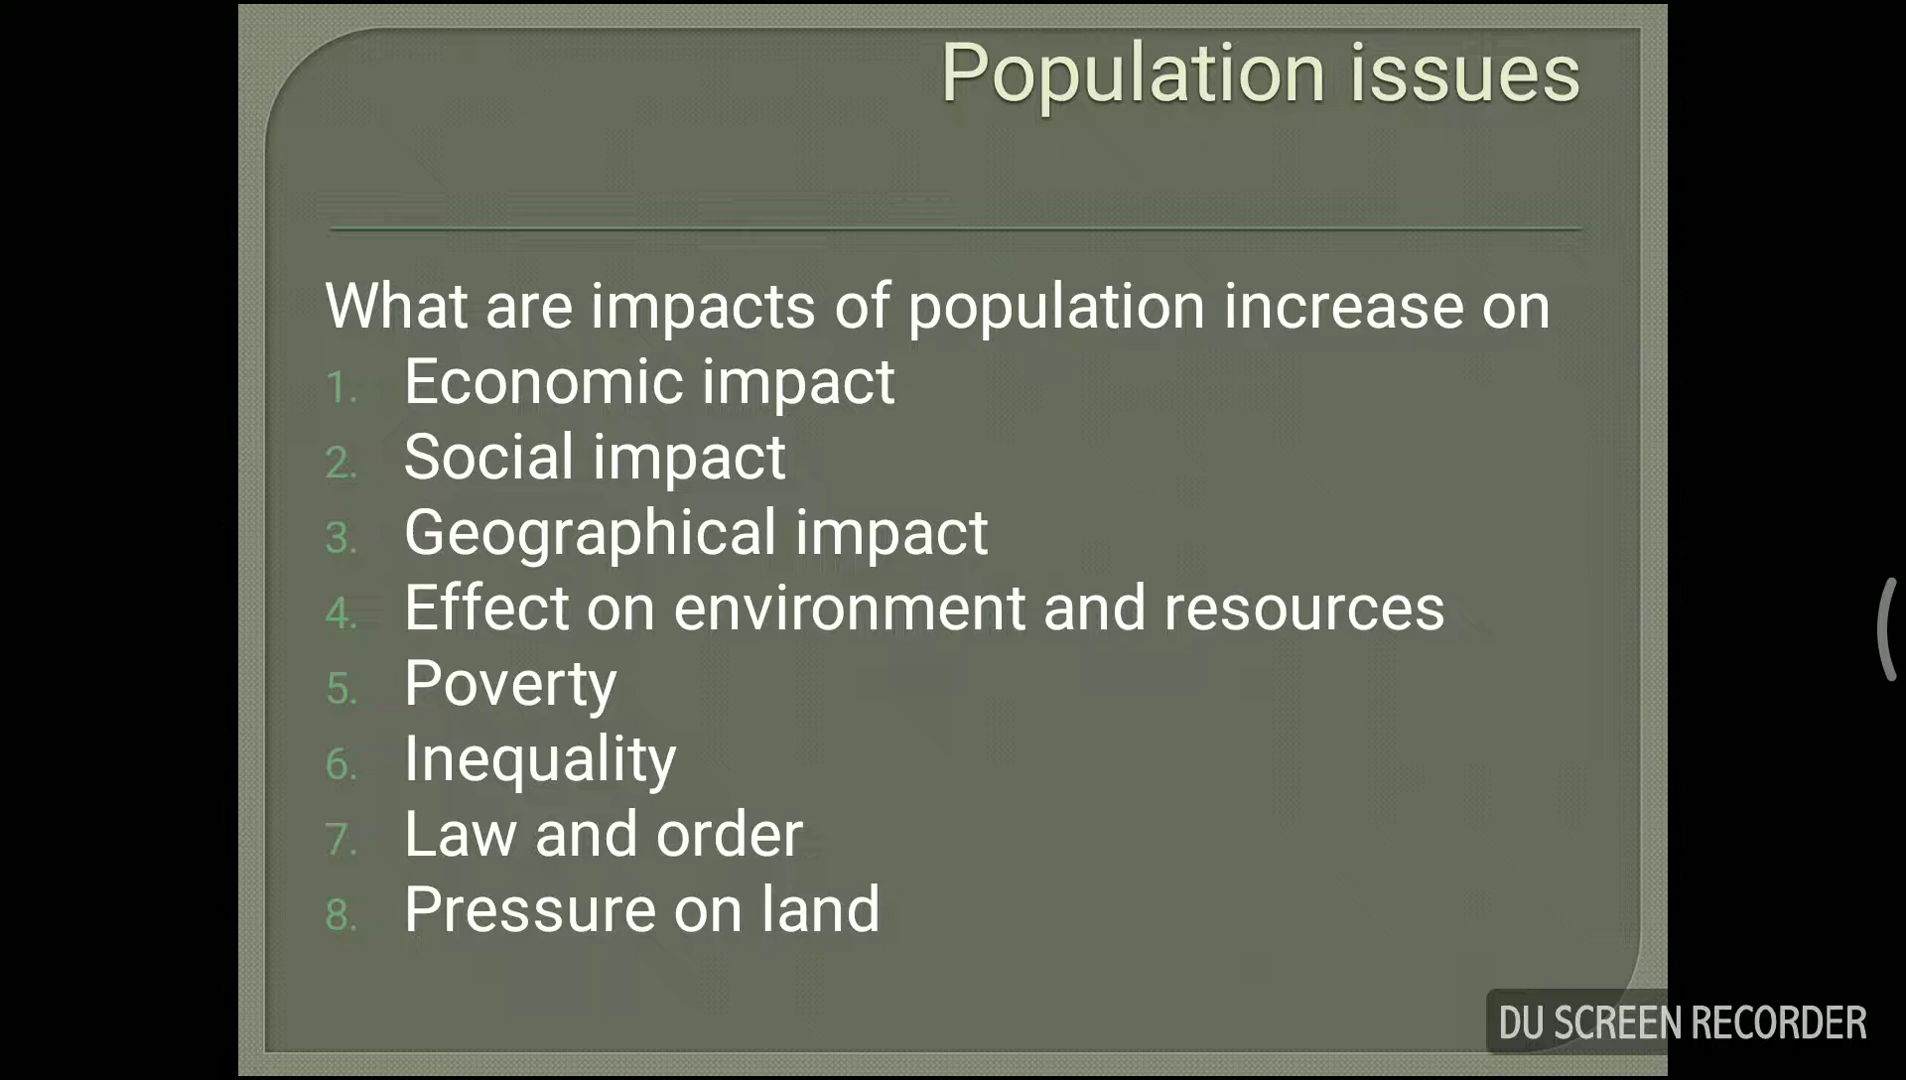 Population issues
What are impacts of population increase on
1. Economic impact
2. Social impact
3. Geographical impact
4. Effect on environment and resources
5. Poverty
6. Inequality
7. Law and order
8. Pressure on land
DU SCREEN RECORDER